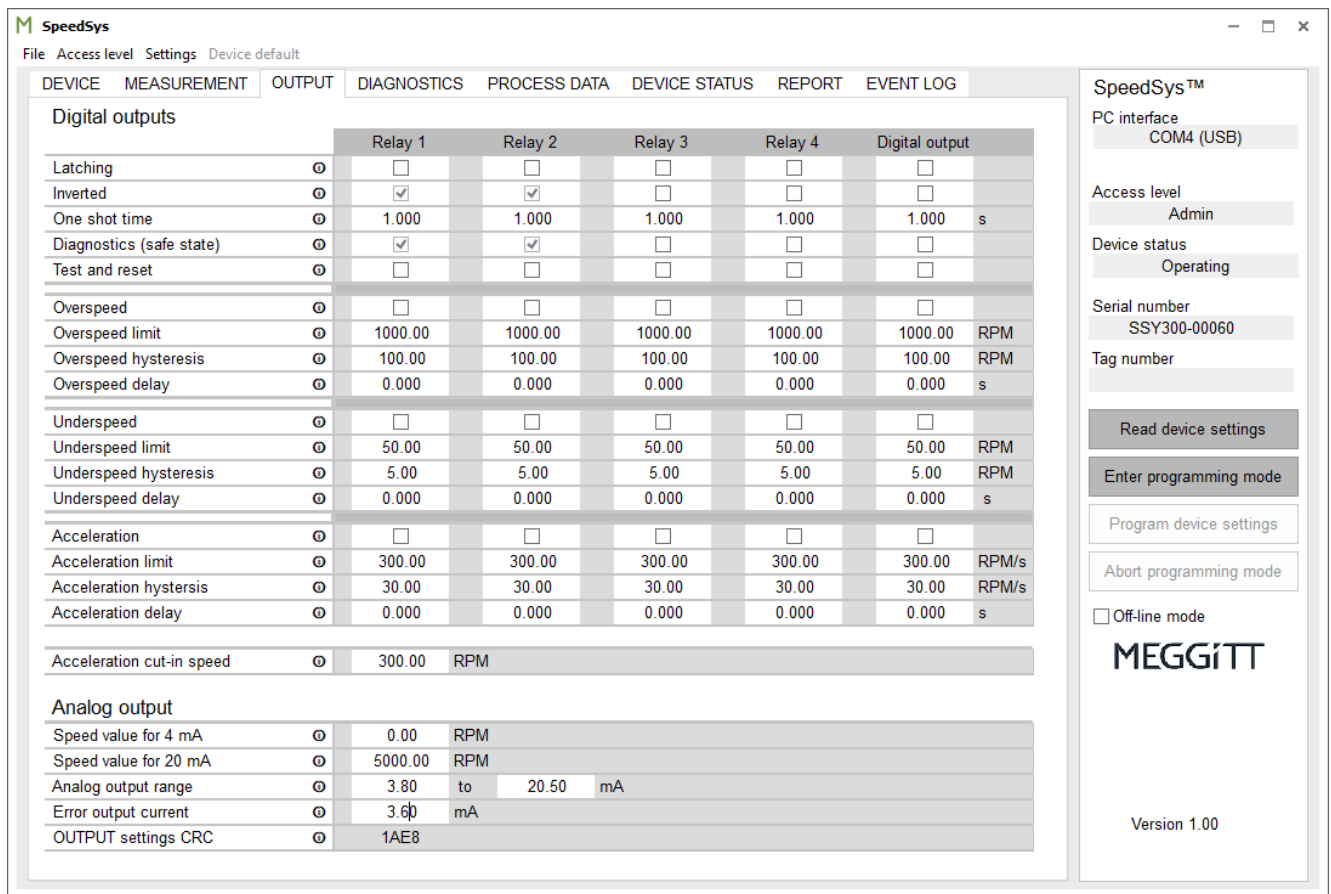 M SpeedSys
File Access level Settings Device default
DEVICE MEASUREMENT OUTPUT DIAGNOSTICS PROCESS DATA DEVICE STATUS REPORT EVENT LOG
Digital outputs
Relay 1 Relay 2 Relay 3 Relay 4 Digital output
Latching
Inverted
One shot time 1.000 1.000 1.000 1.000 1.000 s
Diagnostics (safe state)
Test and reset
Overspeed
Overspeed limit 1000.00 1000.00 1000.00 1000.00 1000.00 RPM
Overspeed hysteresis 100.00 100.00 100.00 100.00 100.00 RPM
Overspeed delay 0.000 0.000 0.000 0.000 0.000 s
Underspeed
Underspeed limit 50.00 50.00 50.00 50.00 50.00 RPM
Underspeed hysteresis 5.00 5.00 5.00 5.00 5.00 RPM
Underspeed delay 0.000 0.000 0.000 0.000 0.000 s
Acceleration
Acceleration limit 300.00 300.00 300.00 300.00 300.00 RPM/s
Acceleration hystersis 30.00 30.00 30.00 30.00 30.00 RPM/s
Acceleration delay 0.000 0.000 0.000 0.000 0.000 s
Acceleration cut-in speed 300.00 RPM
Analog output
Speed value for 4 mA 0.00 RPM
Speed value for 20 mA 5000.00 RPM
Analog output range 3.80 to 20.50 mA
Error output current 3.60 mA
OUTPUT settings CRC 1AE8
SpeedSys™
PC interface
COM4 (USB)
Access level
Admin
Device status
Operating
Serial number
SSY300-00060
Tag number
Read device settings
Enter programming mode
Program device settings
Abort programming mode
Off-line mode
MEGGiTT
Version 1.00